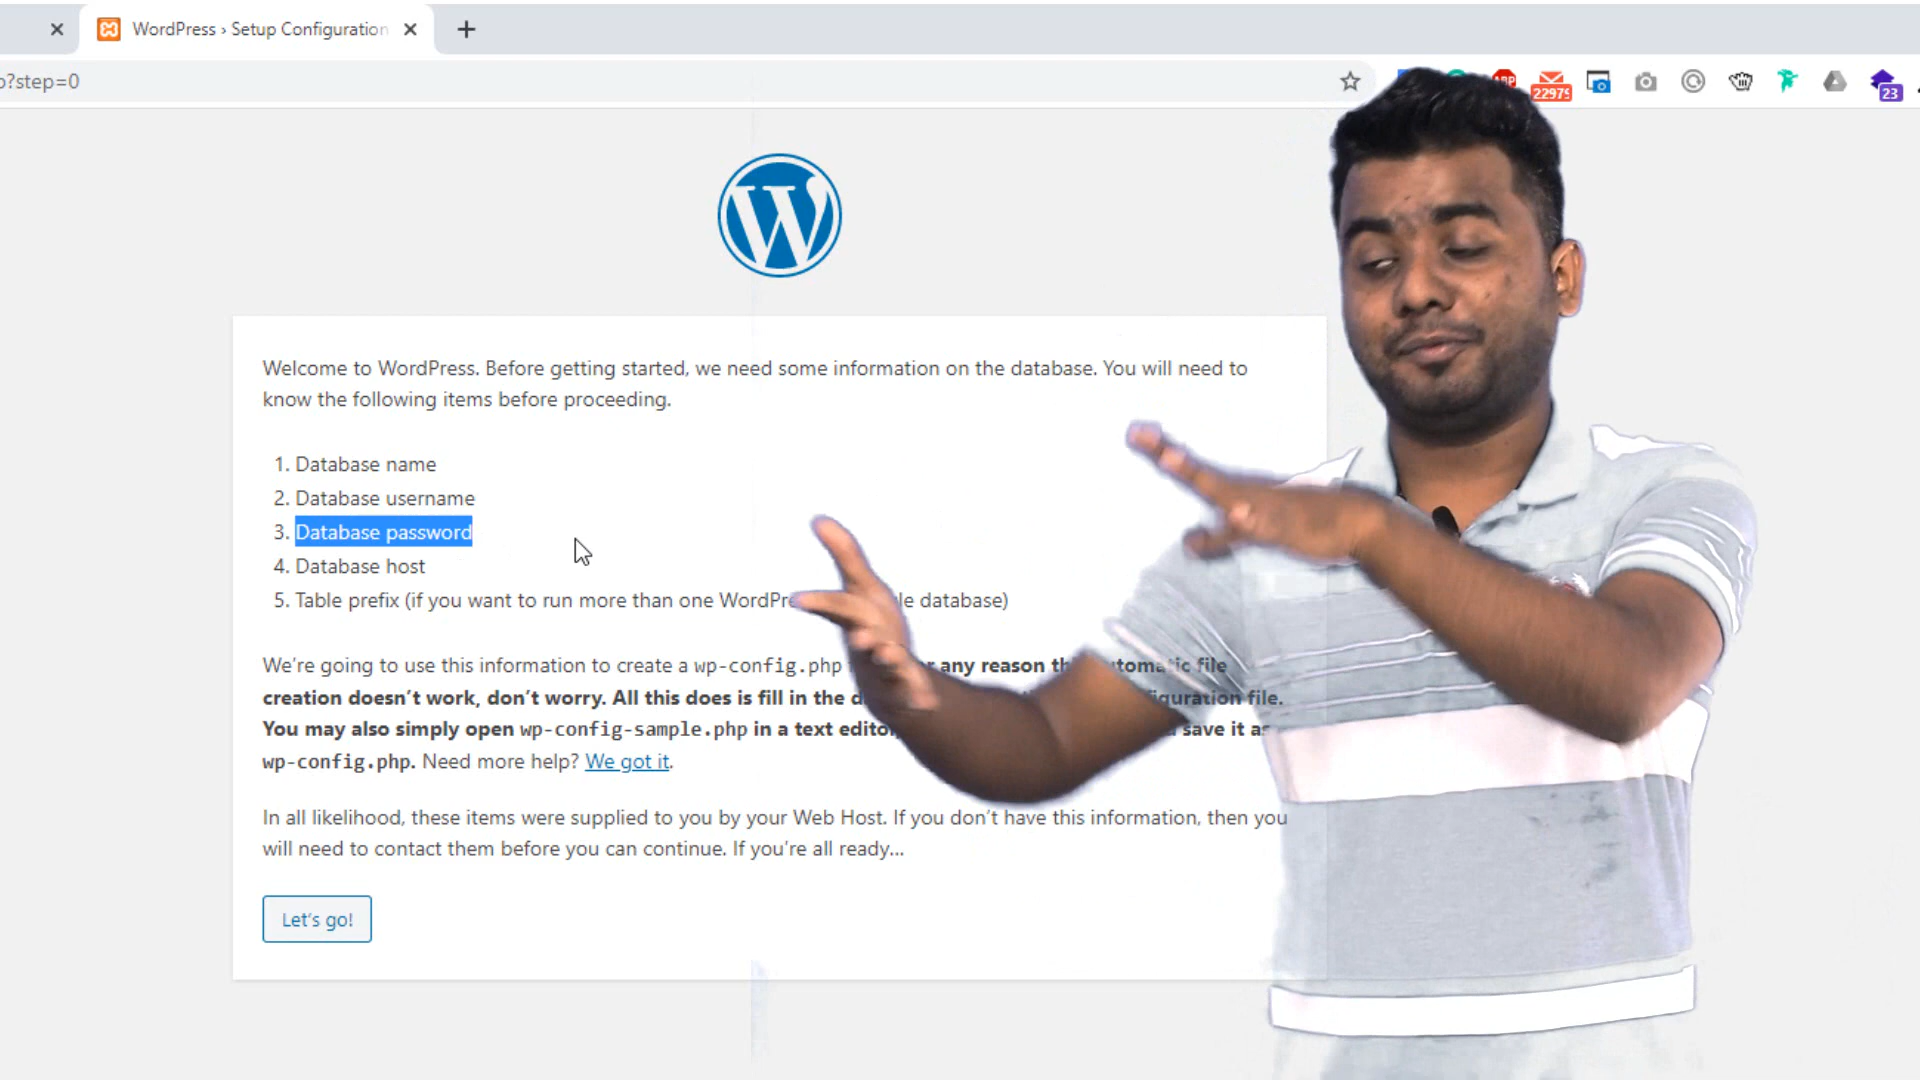 WordPress › Setup Configuration
?step=0
ABP
2297
23
W
Welcome to WordPress. Before getting started, we need some information on the database. You will need to
know the following items before proceeding.
1. Database name
2. Database username
3. Database password
4. Database host
5. Table prefix (if you want to run more than one database)
We're going to use this information to create a wp-config.php any reason file
creation doesn't work, don't worry. All this does is fill in the file.
You may also simply open wp-config-sample.php in a text save it as
wp-config.php. Need more help? We got it.
In all likelihood, these items were supplied to you by your Web Host. If you don't have this information, then you
will need to contact them before you can continue. If you're all ready...
Let's go!